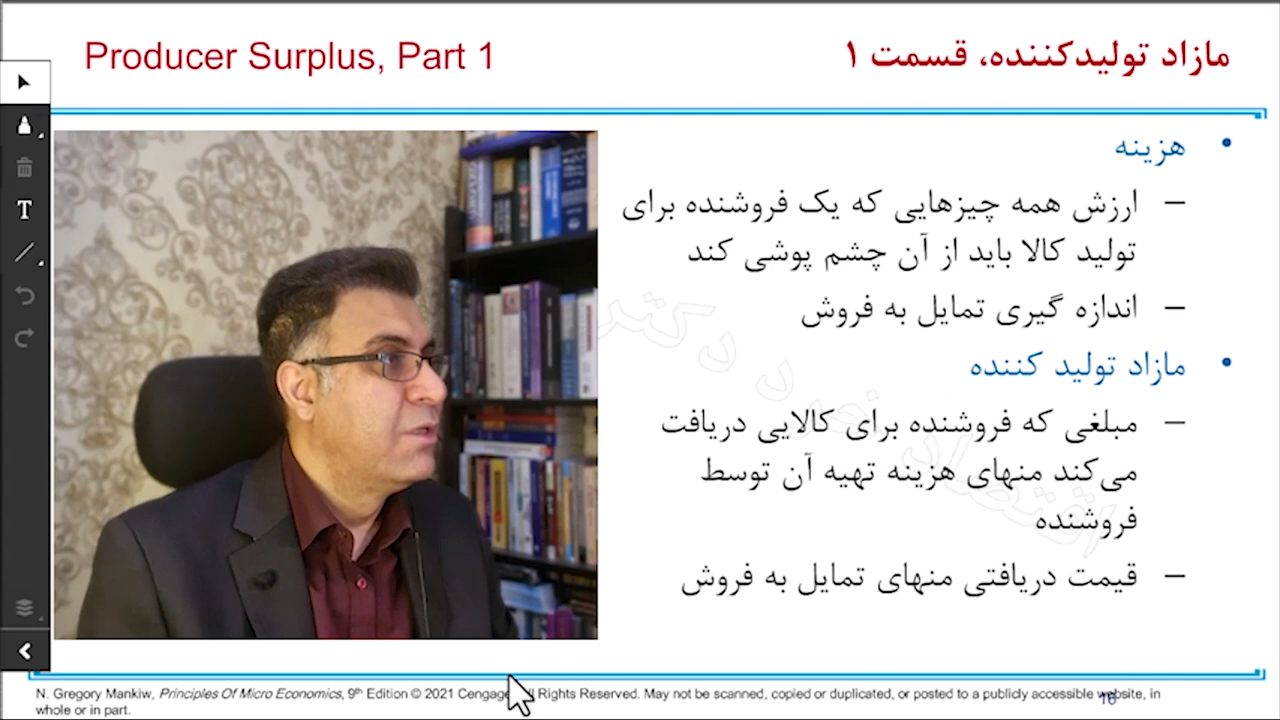 Producer Surplus, Part 1
مازاد تولیدکننده، قسمت ۱
• هزینه
– ارزش همه چیزهایی که یک فروشنده برای
تولید کالا باید از آن چشم پوشی کند
– اندازه گیری تمایل به فروش
• مازاد تولید کننده
– مبلغی که فروشنده برای کالایی دریافت
می‌کند منهای هزینه تهیه آن توسط
فروشنده
– قیمت دریافتی منهای تمایل به فروش
اقتصاد خرد دکتر
N. Gregory Mankiw, Principles Of Micro Economics, 9th Edition © 2021 Cengage. All Rights Reserved. May not be scanned, copied or duplicated, or posted to a publicly accessible website, in
whole or in part.
16